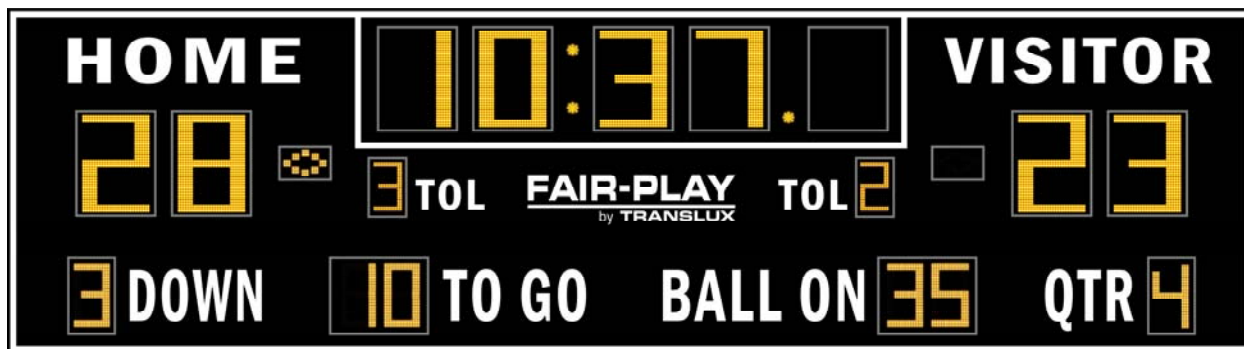 HOME 10:37. VISITOR
28 23
3 TOL FAIR-PLAY TOL 2
by TRANSLUX
3 DOWN 10 TO GO BALL ON 35 QTR 4